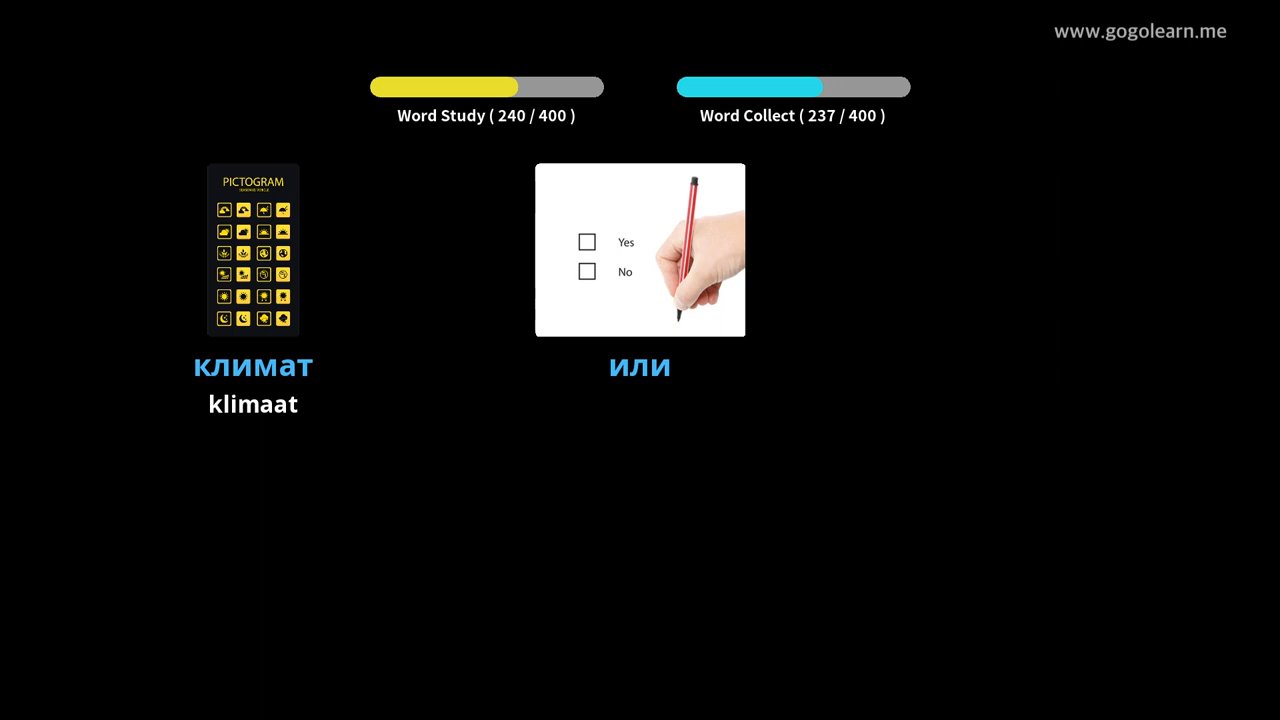 www.gogolearn.me
Word Study ( 240 / 400 )
Word Collect ( 237 / 400 )
PICTOGRAM
Yes
No
климат
или
klimaat